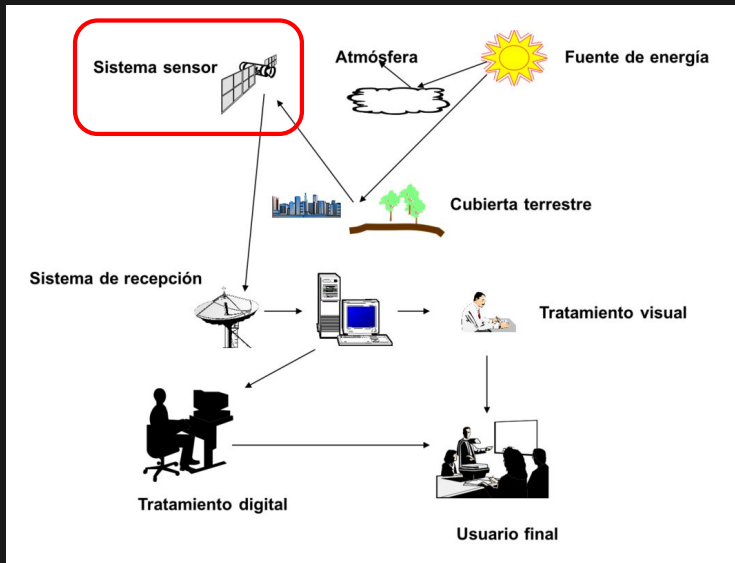 Sistema sensor
Atmósfera
Fuente de energía
Cubierta terrestre
Sistema de recepción
Tratamiento visual
Tratamiento digital
Usuario final